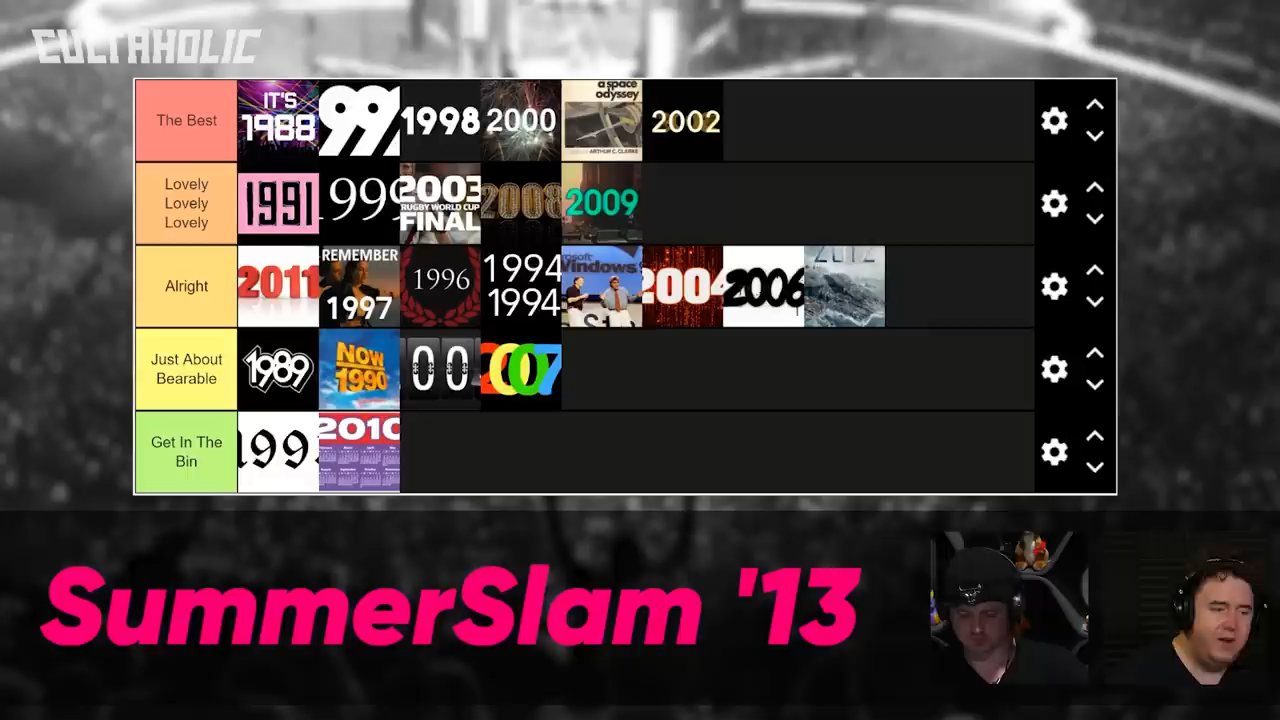 CULTAHOLIC
The Best
IT'S
1988
1998
2000
a space
odyssey
ARTHUR C. CLARKE
2002
Lovely
Lovely
Lovely
1991
1999
2003
RUGBY WORLD CUP
FINAL
2008
2009
Alright
2011
REMEMBER
1997
1996
1994
1994
Windows
2004
2006
2012
Just About
Bearable
1989
NOW
1990
00
2007
Get In The
Bin
199
2010
SummerSlam '13